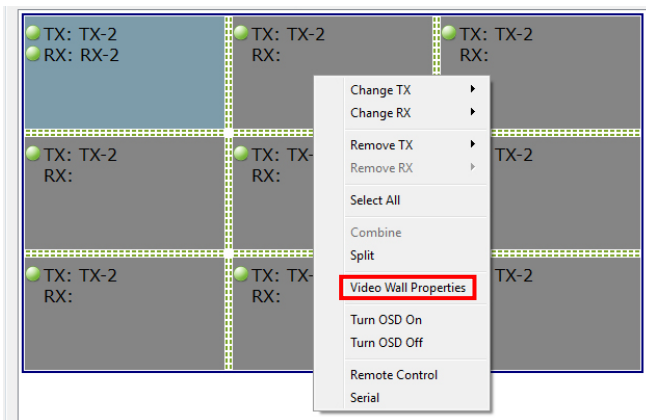 TX: TX-2
RX: RX-2
TX: TX-2
RX:
TX: TX-2
RX:
TX: TX-2
RX:
TX: TX-
RX:
TX-2
TX: TX-2
RX:
TX: TX-
RX:
TX-2
Change TX
Change RX
Remove TX
Remove RX
Select All
Combine
Split
Video Wall Properties
Turn OSD On
Turn OSD Off
Remote Control
Serial